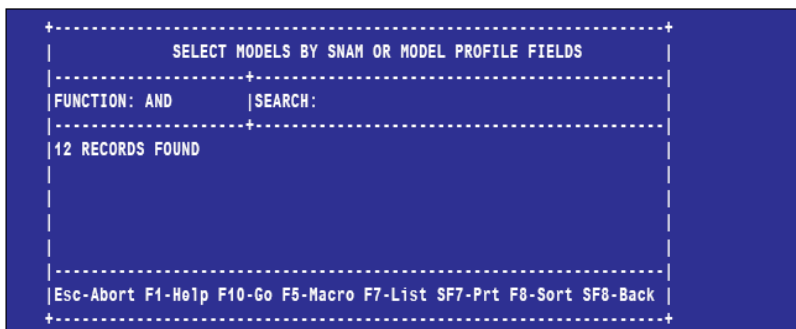 SELECT MODELS BY SNAM OR MODEL PROFILE FIELDS
FUNCTION: AND |SEARCH:
12 RECORDS FOUND
Esc-Abort F1-Help F10-Go F5-Macro F7-List SF7-Prt F8-Sort SF8-Back